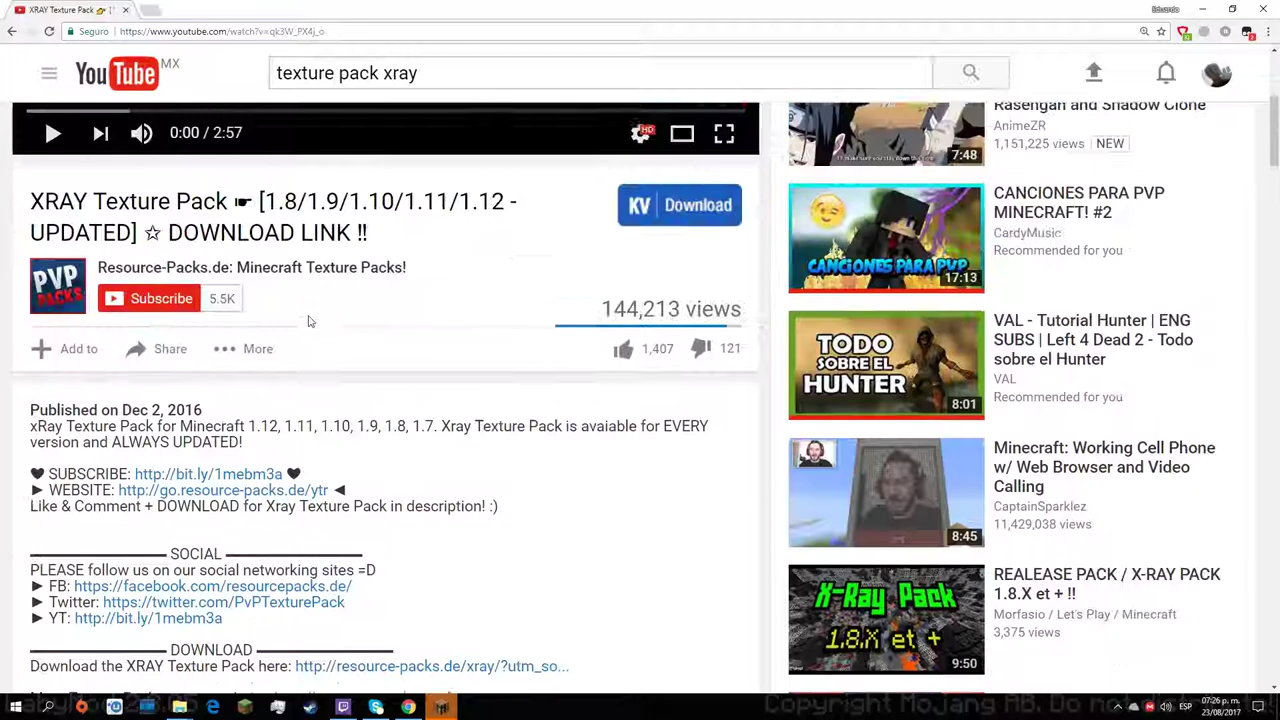 XRAY Texture Pack
Eduardo
Seguro
https://www.youtube.com/watch?v=qk3W_PX4j_o
YouTube MX
texture pack xray
0:00 / 2:57
HD
XRAY Texture Pack ☛ [1.8/1.9/1.10/1.11/1.12 -
UPDATED] ☆ DOWNLOAD LINK !!
KV Download
PVP
PACKS
Resource-Packs.de: Minecraft Texture Packs!
Subscribe 5.5K
144,213 views
Add to Share More 1,407 121
Published on Dec 2, 2016
xRay Texture Pack for Minecraft 1.12, 1.11, 1.10, 1.9, 1.8, 1.7. Xray Texture Pack is avaiable for EVERY
version and ALWAYS UPDATED!
♥ SUBSCRIBE: http://bit.ly/1mebm3a ♥
► WEBSITE: http://go.resource-packs.de/ytr ◄
Like & Comment + DOWNLOAD for Xray Texture Pack in description! :)
SOCIAL
PLEASE follow us on our social networking sites =D
► FB: https://facebook.com/resourcepacks.de/
► Twitter: https://twitter.com/PvPTexturePack
► YT: http://bit.ly/1mebm3a
DOWNLOAD
Download the XRAY Texture Pack here: http://resource-packs.de/xray/?utm_so...
Rasengan and Shadow Clone
AnimeZR
1,151,225 views NEW
7:48
CANCIONES PARA PVP
MINECRAFT! #2
CardyMusic
Recommended for you
CANCIONES PARA PVP
17:13
VAL - Tutorial Hunter | ENG
SUBS | Left 4 Dead 2 - Todo
sobre el Hunter
VAL
Recommended for you
TODO
SOBRE EL
HUNTER
8:01
Minecraft: Working Cell Phone
w/ Web Browser and Video
Calling
CaptainSparklez
11,429,038 views
8:45
REALEASE PACK / X-RAY PACK
1.8.X et + !!
Morfasio / Let's Play / Minecraft
3,375 views
X-Ray Pack
1.8.X et +
9:50
Copyright Mojang AB. Do not
ESP
07:26 p. m.
23/08/2017